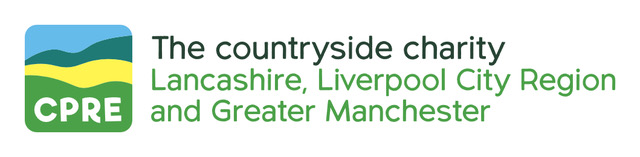 CPRE
The countryside charity
Lancashire, Liverpool City Region
and Greater Manchester